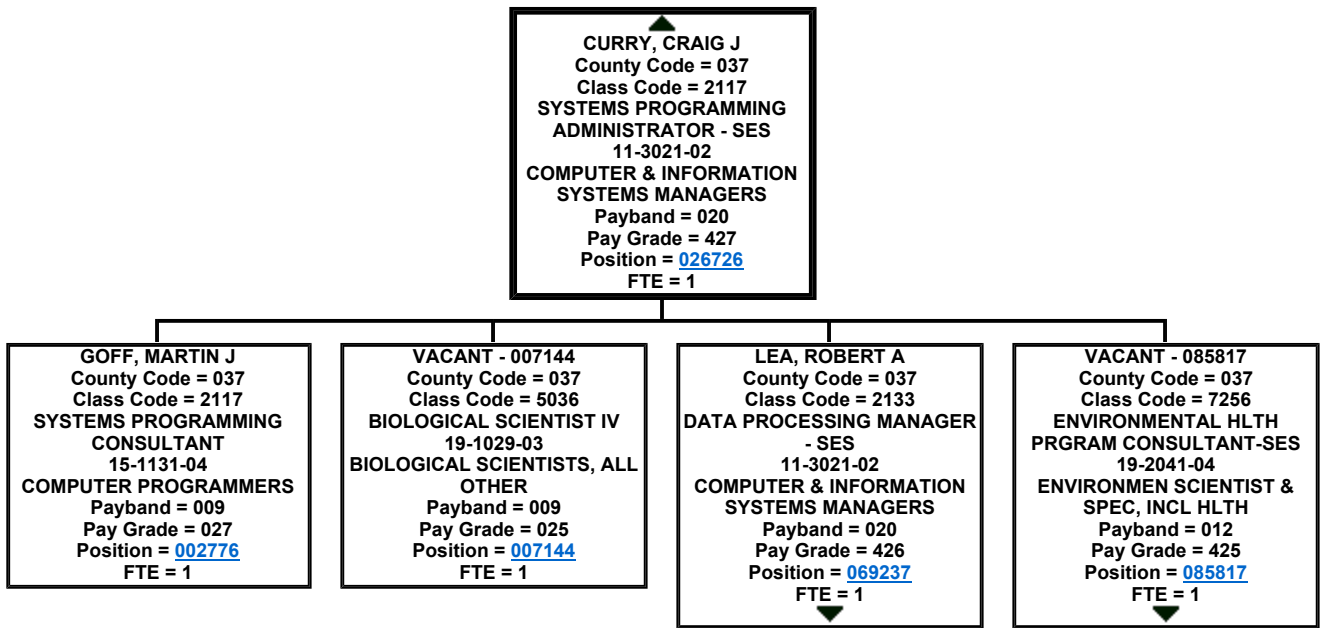 CURRY, CRAIG J
County Code = 037
Class Code = 2117
SYSTEMS PROGRAMMING
ADMINISTRATOR - SES
11-3021-02
COMPUTER & INFORMATION
SYSTEMS MANAGERS
Payband = 020
Pay Grade = 427
Position = 026726
FTE = 1
GOFF, MARTIN J
County Code = 037
Class Code = 2117
SYSTEMS PROGRAMMING
CONSULTANT
15-1131-04
COMPUTER PROGRAMMERS
Payband = 009
Pay Grade = 027
Position = 002776
FTE = 1
VACANT - 007144
County Code = 037
Class Code = 5036
BIOLOGICAL SCIENTIST IV
19-1029-03
BIOLOGICAL SCIENTISTS, ALL
OTHER
Payband = 009
Pay Grade = 025
Position = 007144
FTE = 1
LEA, ROBERT A
County Code = 037
Class Code = 2133
DATA PROCESSING MANAGER
- SES
11-3021-02
COMPUTER & INFORMATION
SYSTEMS MANAGERS
Payband = 020
Pay Grade = 426
Position = 069237
FTE = 1
VACANT - 085817
County Code = 037
Class Code = 7256
ENVIRONMENTAL HLTH
PRGRAM CONSULTANT-SES
19-2041-04
ENVIRONMEN SCIENTIST &
SPEC, INCL HLTH
Payband = 012
Pay Grade = 425
Position = 085817
FTE = 1